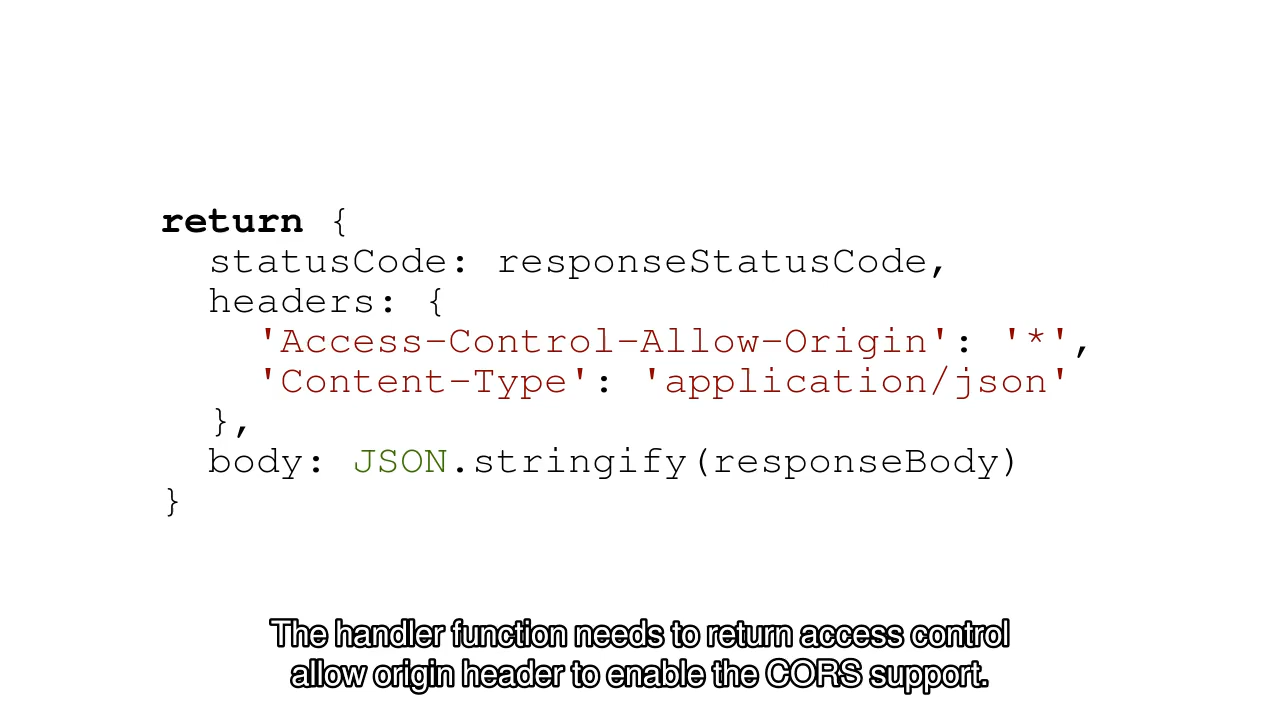 return {
  statusCode: responseStatusCode,
  headers: {
    'Access-Control-Allow-Origin': '*',
    'Content-Type': 'application/json'
  },
  body: JSON.stringify(responseBody)
}
The handler function needs to return access control
allow origin header to enable the CORS support.